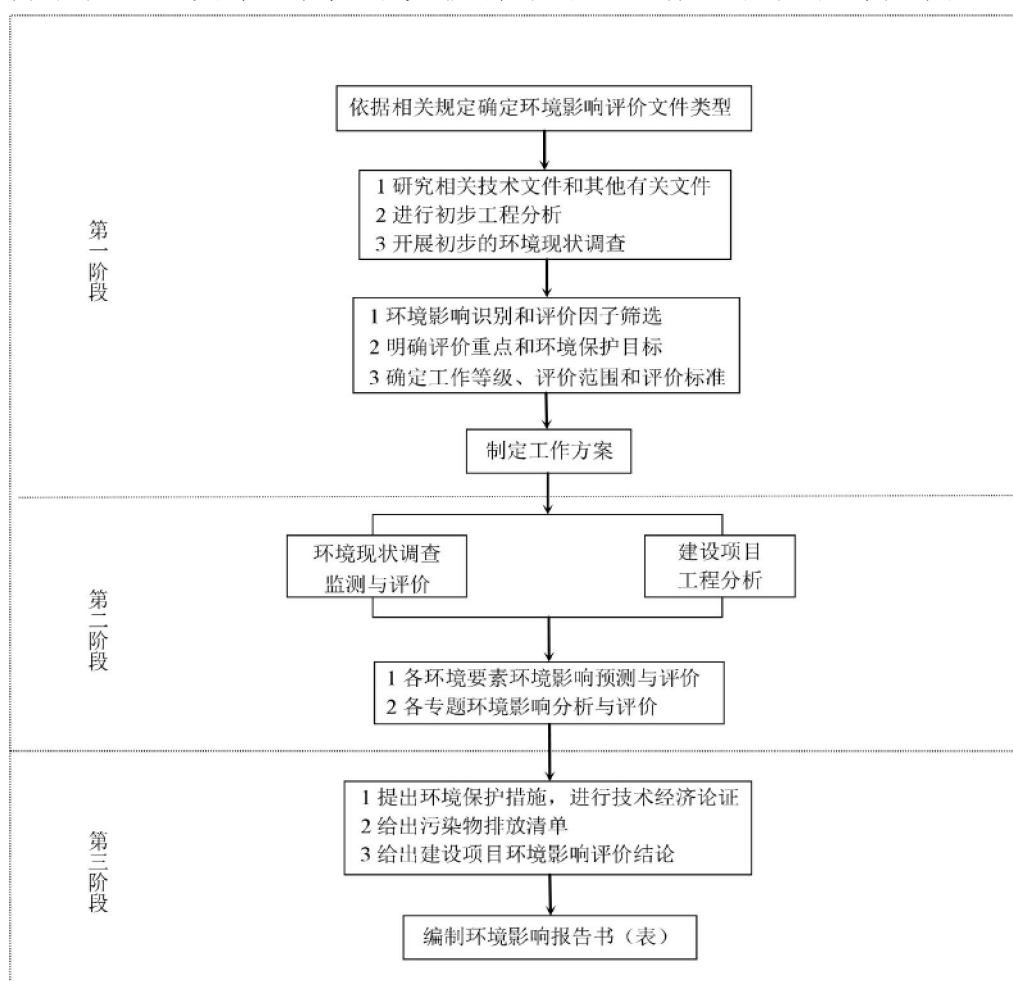 依据相关规定确定环境影响评价文件类型
1 研究相关技术文件和其他有关文件
2 进行初步工程分析
3 开展初步的环境现状调查
第一阶段
1 环境影响识别和评价因子筛选
2 明确评价重点和环境保护目标
3 确定工作等级、评价范围和评价标准
制定工作方案
环境现状调查
监测与评价
建设项目
工程分析
第二阶段
1 各环境要素环境影响预测与评价
2 各专题环境影响分析与评价
1 提出环境保护措施，进行技术经济论证
2 给出污染物排放清单
3 给出建设项目环境影响评价结论
第三阶段
编制环境影响报告书（表）